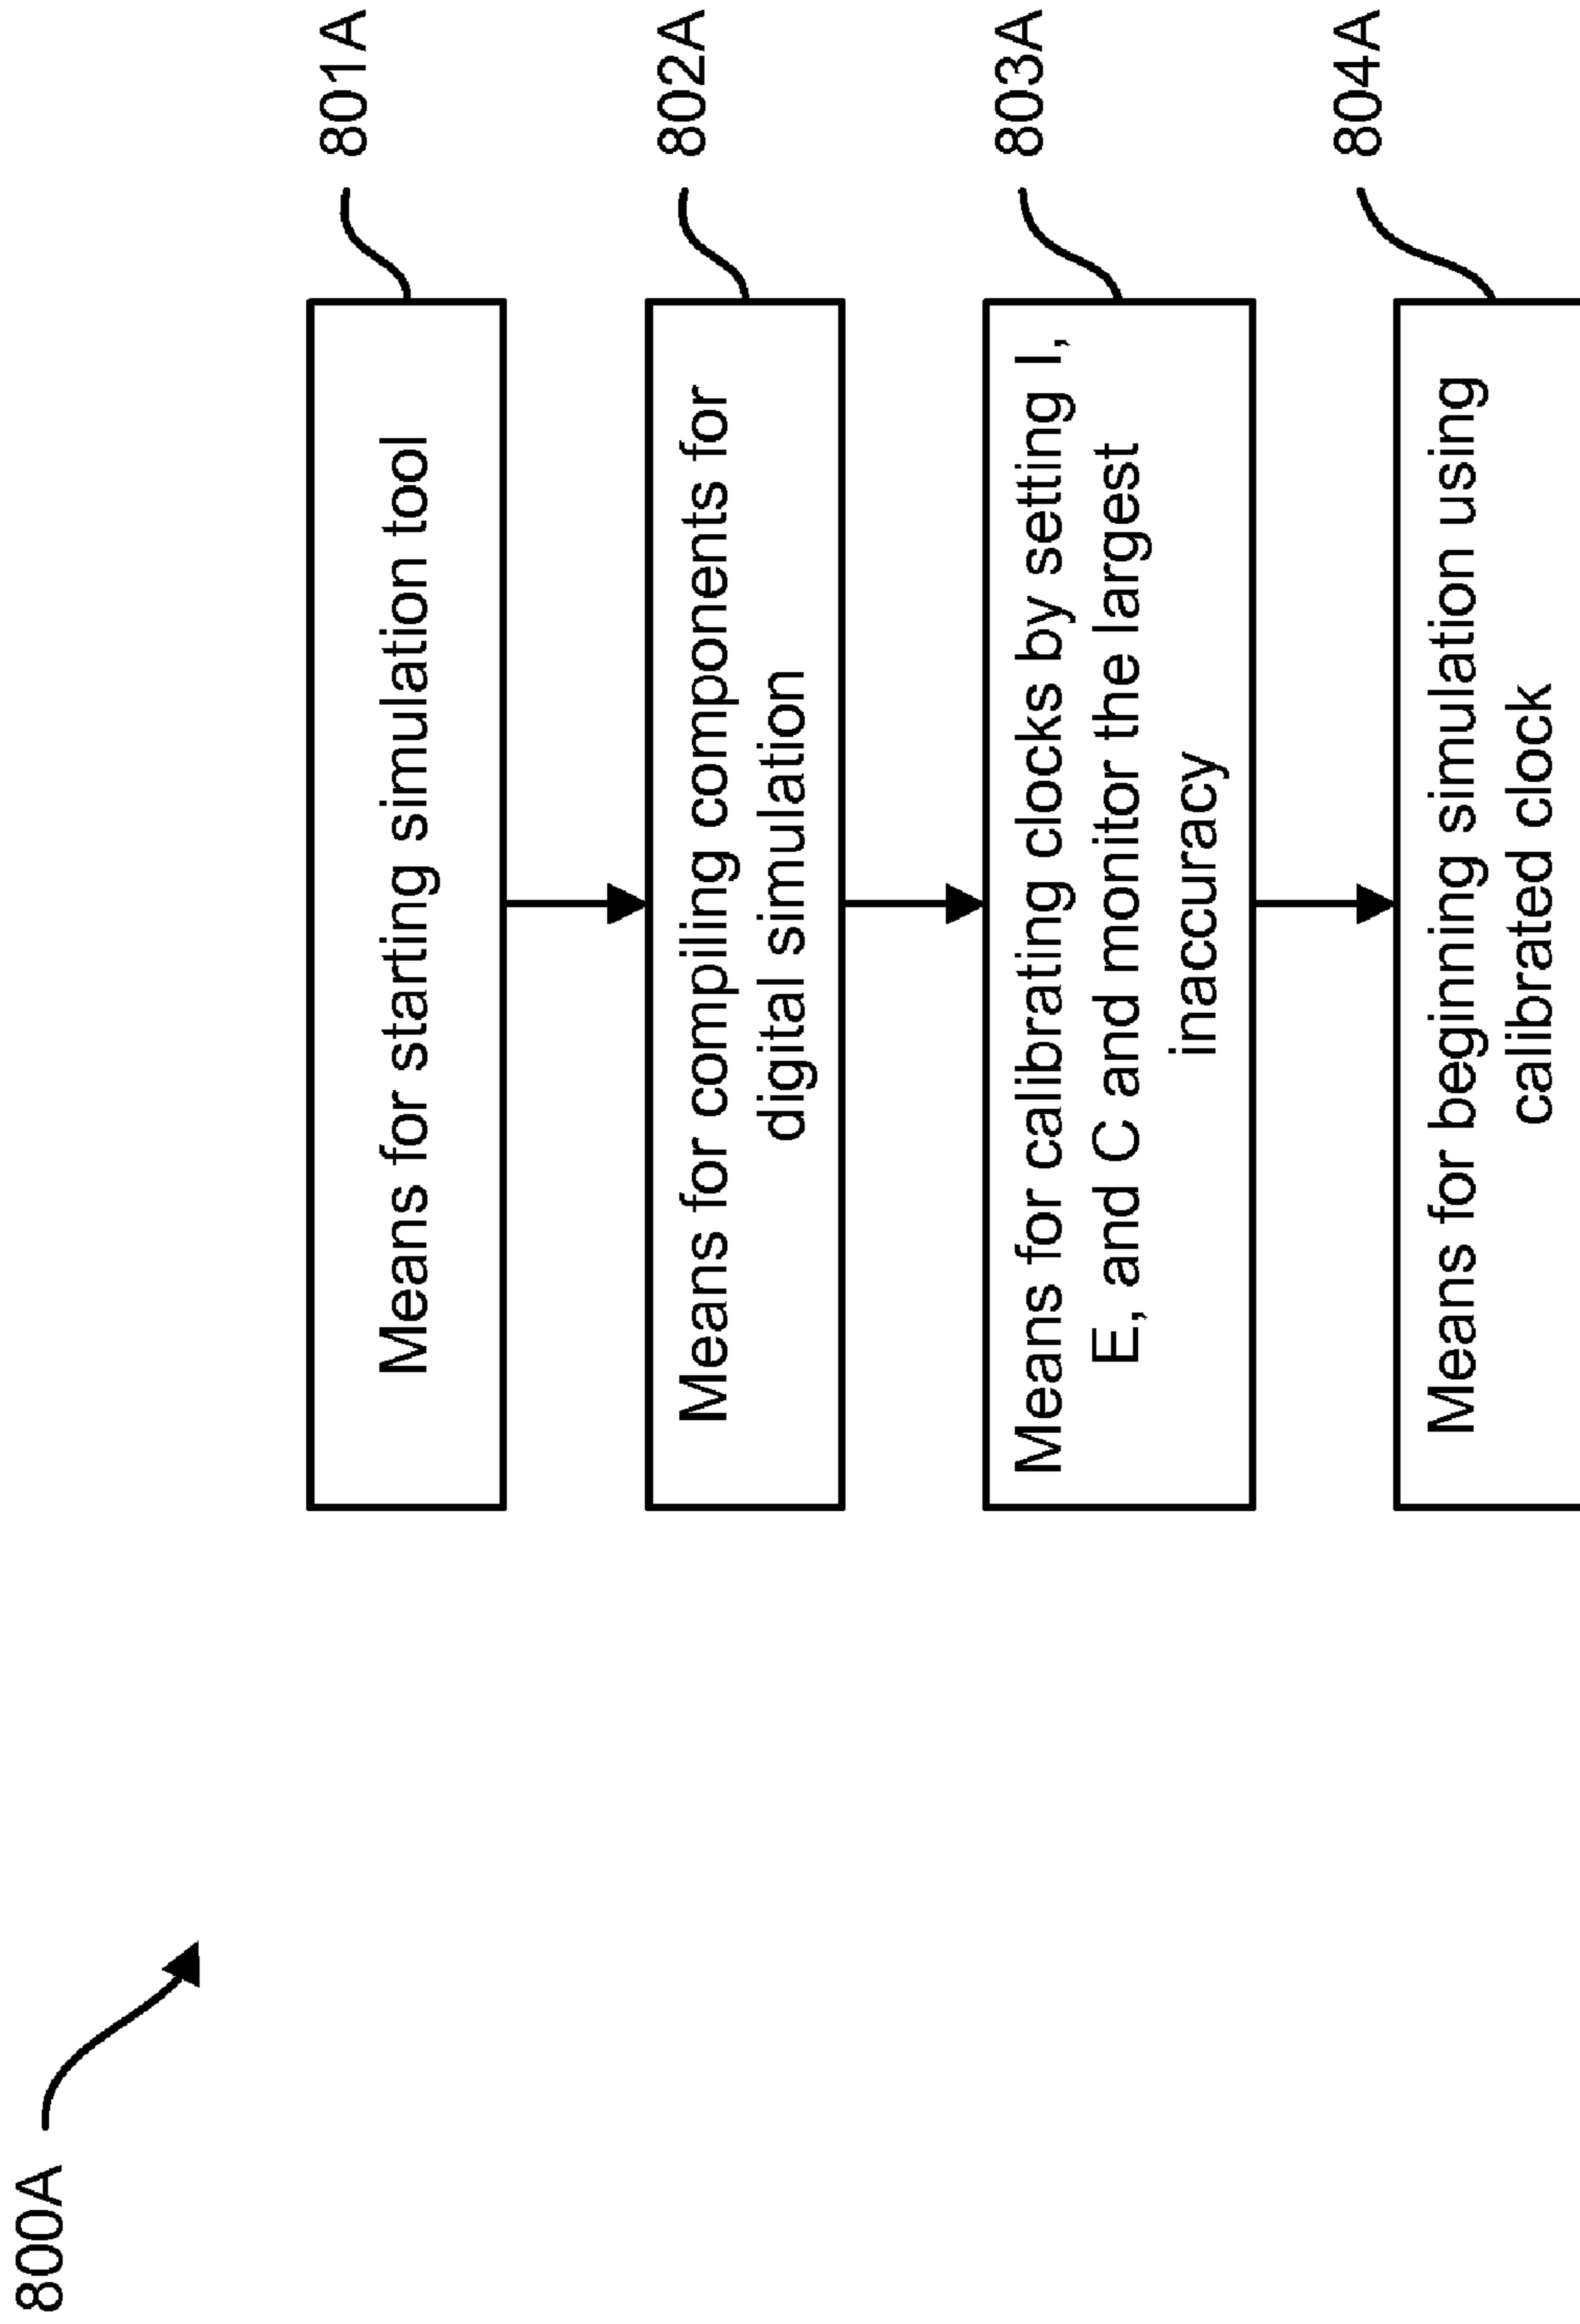 800A
801A
Means for starting simulation tool
802A
Means for compiling components for
digital simulation
803A
Means for calibrating clocks by setting I,
E, and C and monitor the largest
inaccuracy
804A
Means for beginning simulation using
calibrated clock